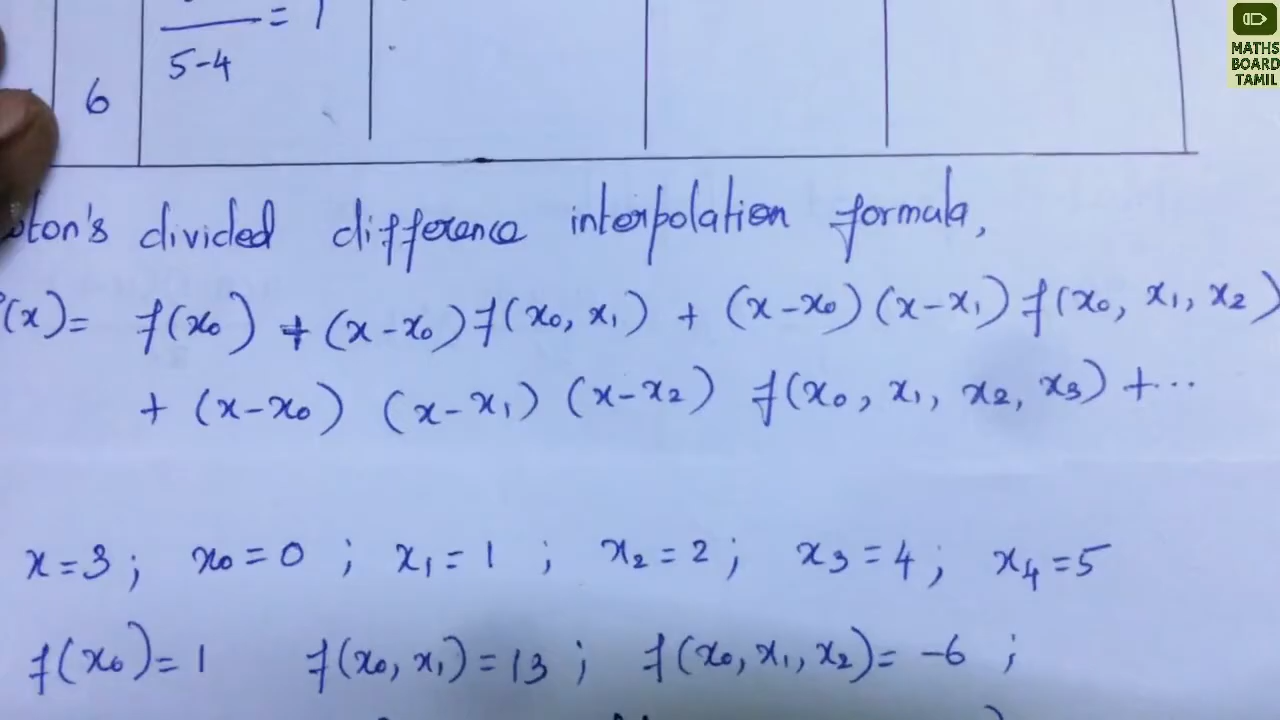 — = 1
5-4
6
MATHS
BOARD
TAMIL
divided difference interpolation formula,
(x)= f(x₀) + (x-x₀) f(x₀, x₁) + (x-x₀) (x-x₁) f(x₀, x₁, x₂)
+ (x-x₀) (x-x₁) (x-x₂) f(x₀, x₁, x₂, x₃) +...
x=3; x₀=0 ; x₁=1 ; x₂=2; x₃=4; x₄=5
f(x₀)=1 f(x₀, x₁)=13 ; f(x₀, x₁, x₂)= -6 ;